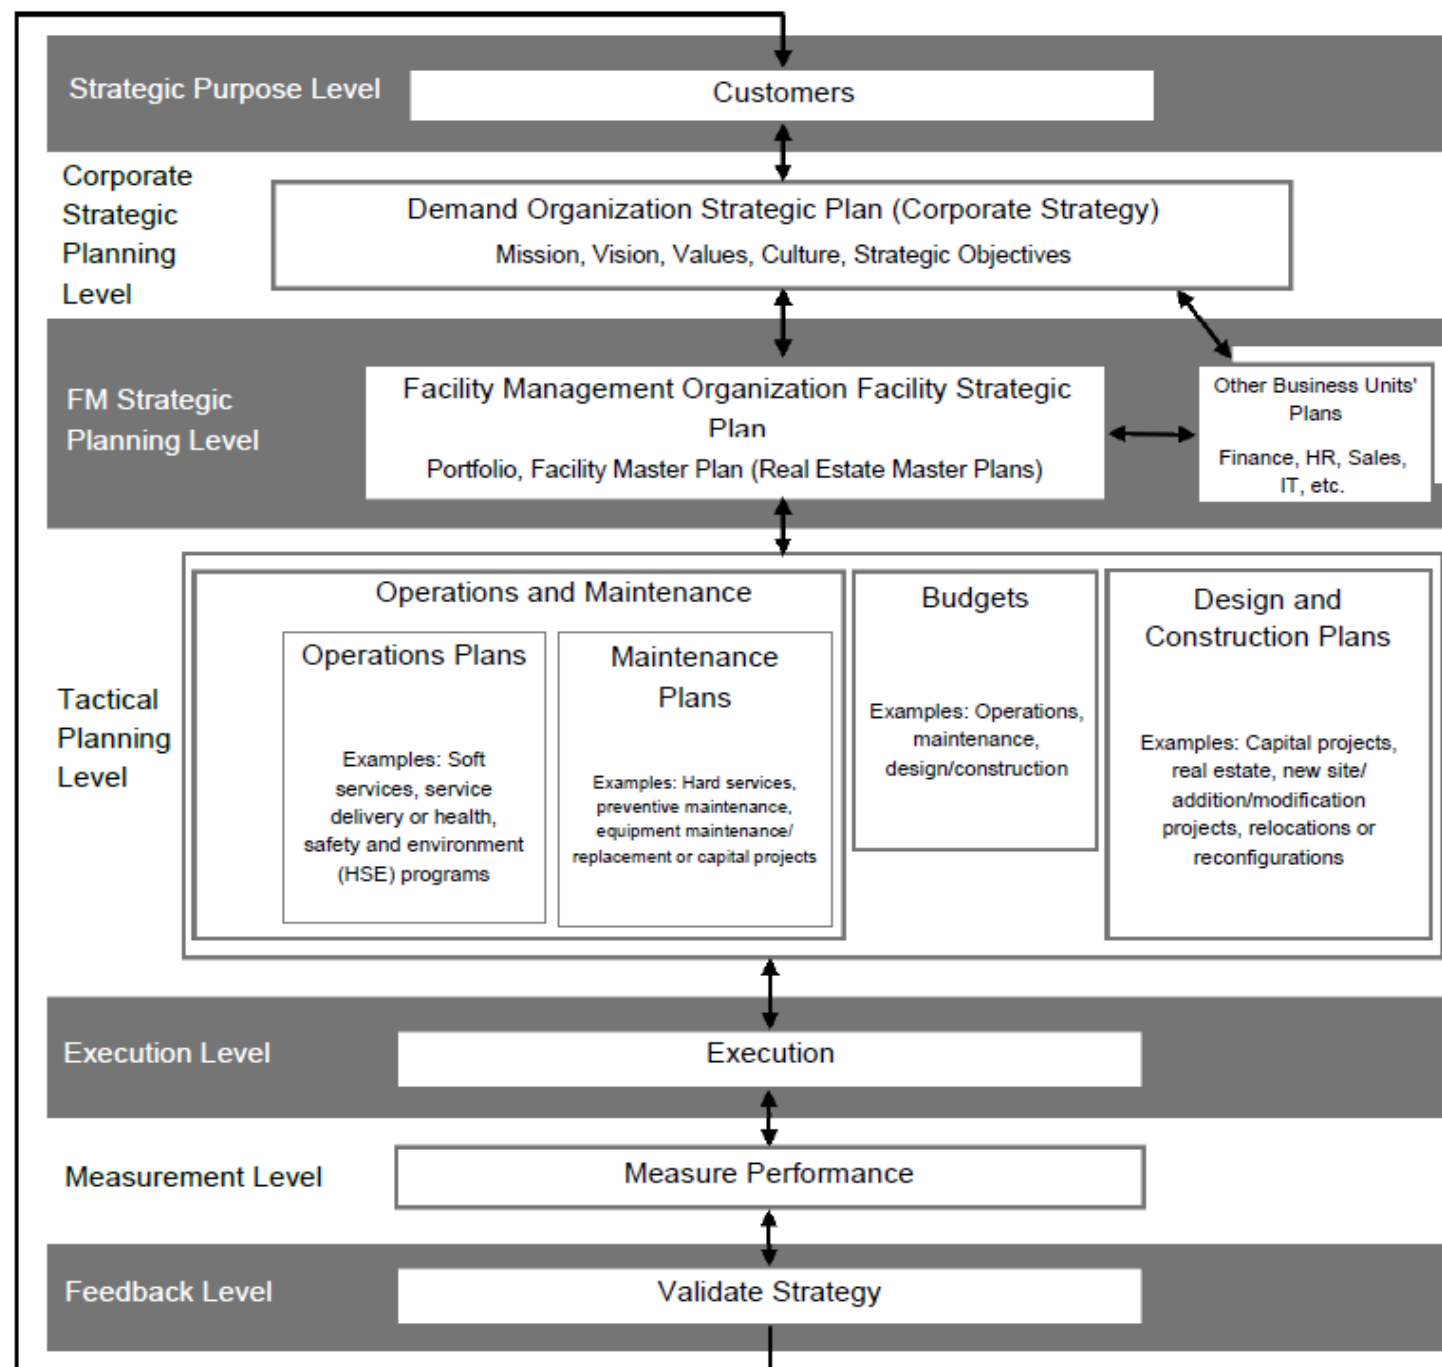 Strategic Purpose Level
Customers
Corporate
Strategic
Planning
Level
Demand Organization Strategic Plan (Corporate Strategy)
Mission, Vision, Values, Culture, Strategic Objectives
FM Strategic
Planning Level
Facility Management Organization Facility Strategic
Plan
Portfolio, Facility Master Plan (Real Estate Master Plans)
Other Business Units'
Plans
Finance, HR, Sales,
IT, etc.
Tactical
Planning
Level
Operations and Maintenance
Operations Plans
Examples: Soft
services, service
delivery or health,
safety and environment
(HSE) programs
Maintenance
Plans
Examples: Hard services,
preventive maintenance,
equipment maintenance/
replacement or capital projects
Budgets
Examples: Operations,
maintenance,
design/construction
Design and
Construction Plans
Examples: Capital projects,
real estate, new site/
addition/modification
projects, relocations or
reconfigurations
Execution Level
Execution
Measurement Level
Measure Performance
Feedback Level
Validate Strategy